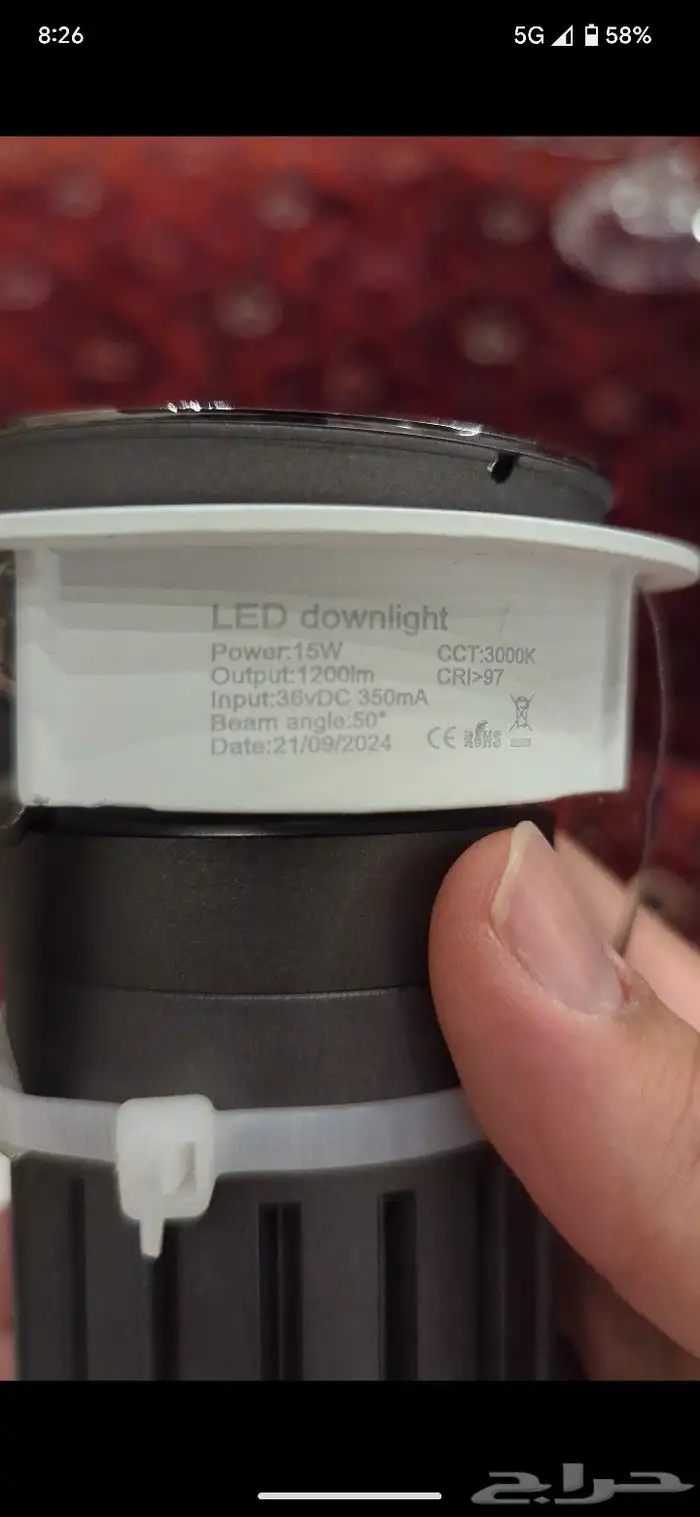 8:26
5G 58%
LED downlight
Power:15W CCT:3000K
Output:1200lm CRI>97
Input:36vDC 350mA
Beam angle:50°
Date:21/09/2024 CE RoHS
حراج